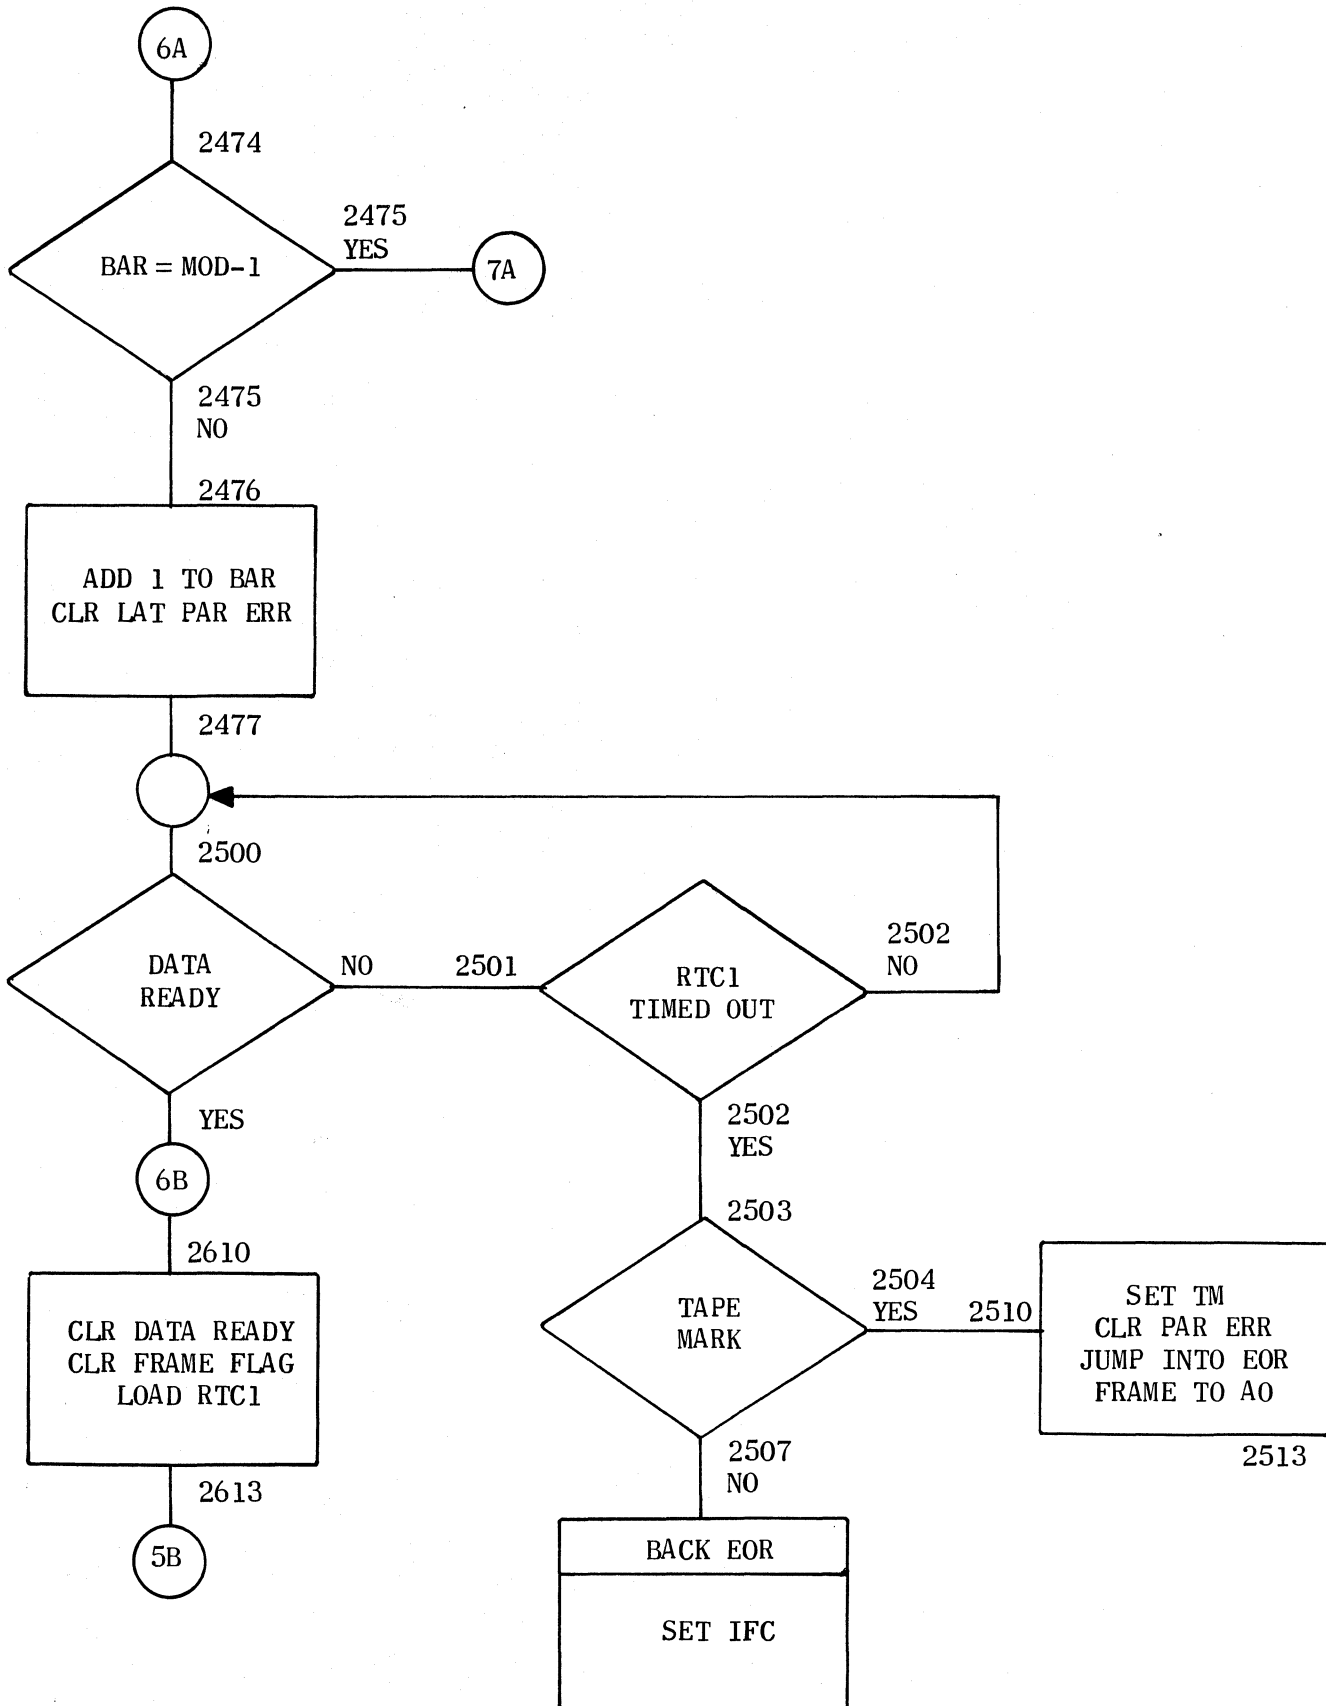 6A
2474
BAR = MOD-1
2475
YES
7A
2475
NO
2476
ADD 1 TO BAR
CLR LAT PAR ERR
2477
2500
DATA
READY
NO
2501
RTC1
TIMED OUT
2502
NO
YES
6B
2502
YES
2503
2610
CLR DATA READY
CLR FRAME FLAG
LOAD RTC1
TAPE
MARK
2504
YES
2510
SET TM
CLR PAR ERR
JUMP INTO EOR
FRAME TO A0
2513
2613
5B
2507
NO
BACK EOR
SET IFC